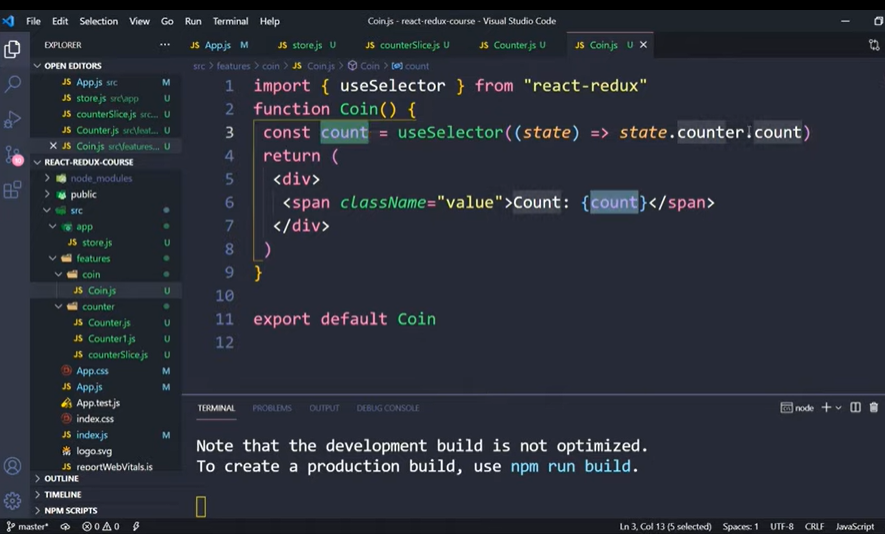 File Edit Selection View Go Run Terminal Help
Coin.js - react-redux-course - Visual Studio Code
EXPLORER
OPEN EDITORS
JS App.js src M
JS store.js src\app U
JS counterSlice.js src... U
JS Counter.js src\feat... U
JS Coin.js src\features... U
REACT-REDUX-COURSE
node_modules
public
src
app
JS store.js U
features
coin
JS Coin.js U
counter
JS Counter.js U
JS Counter1.js U
JS counterSlice.js U
App.css M
JS App.js M
App.test.js
index.css
JS index.js M
logo.svg
JS reportWebVitals.js
OUTLINE
TIMELINE
NPM SCRIPTS
JS App.js M JS store.js U JS counterSlice.js U JS Counter.js U JS Coin.js U
src > features > coin > JS Coin.js > Coin > count
1 import { useSelector } from "react-redux"
2 function Coin() {
3 const count = useSelector((state) => state.counter.count)
4 return (
5 <div>
6 <span className="value">Count: {count}</span>
7 </div>
8 )
9 }
10
11 export default Coin
12
TERMINAL PROBLEMS OUTPUT DEBUG CONSOLE
node
Note that the development build is not optimized.
To create a production build, use npm run build.
master* 0 0 Ln 3, Col 13 (5 selected) Spaces: 1 UTF-8 CRLF JavaScript